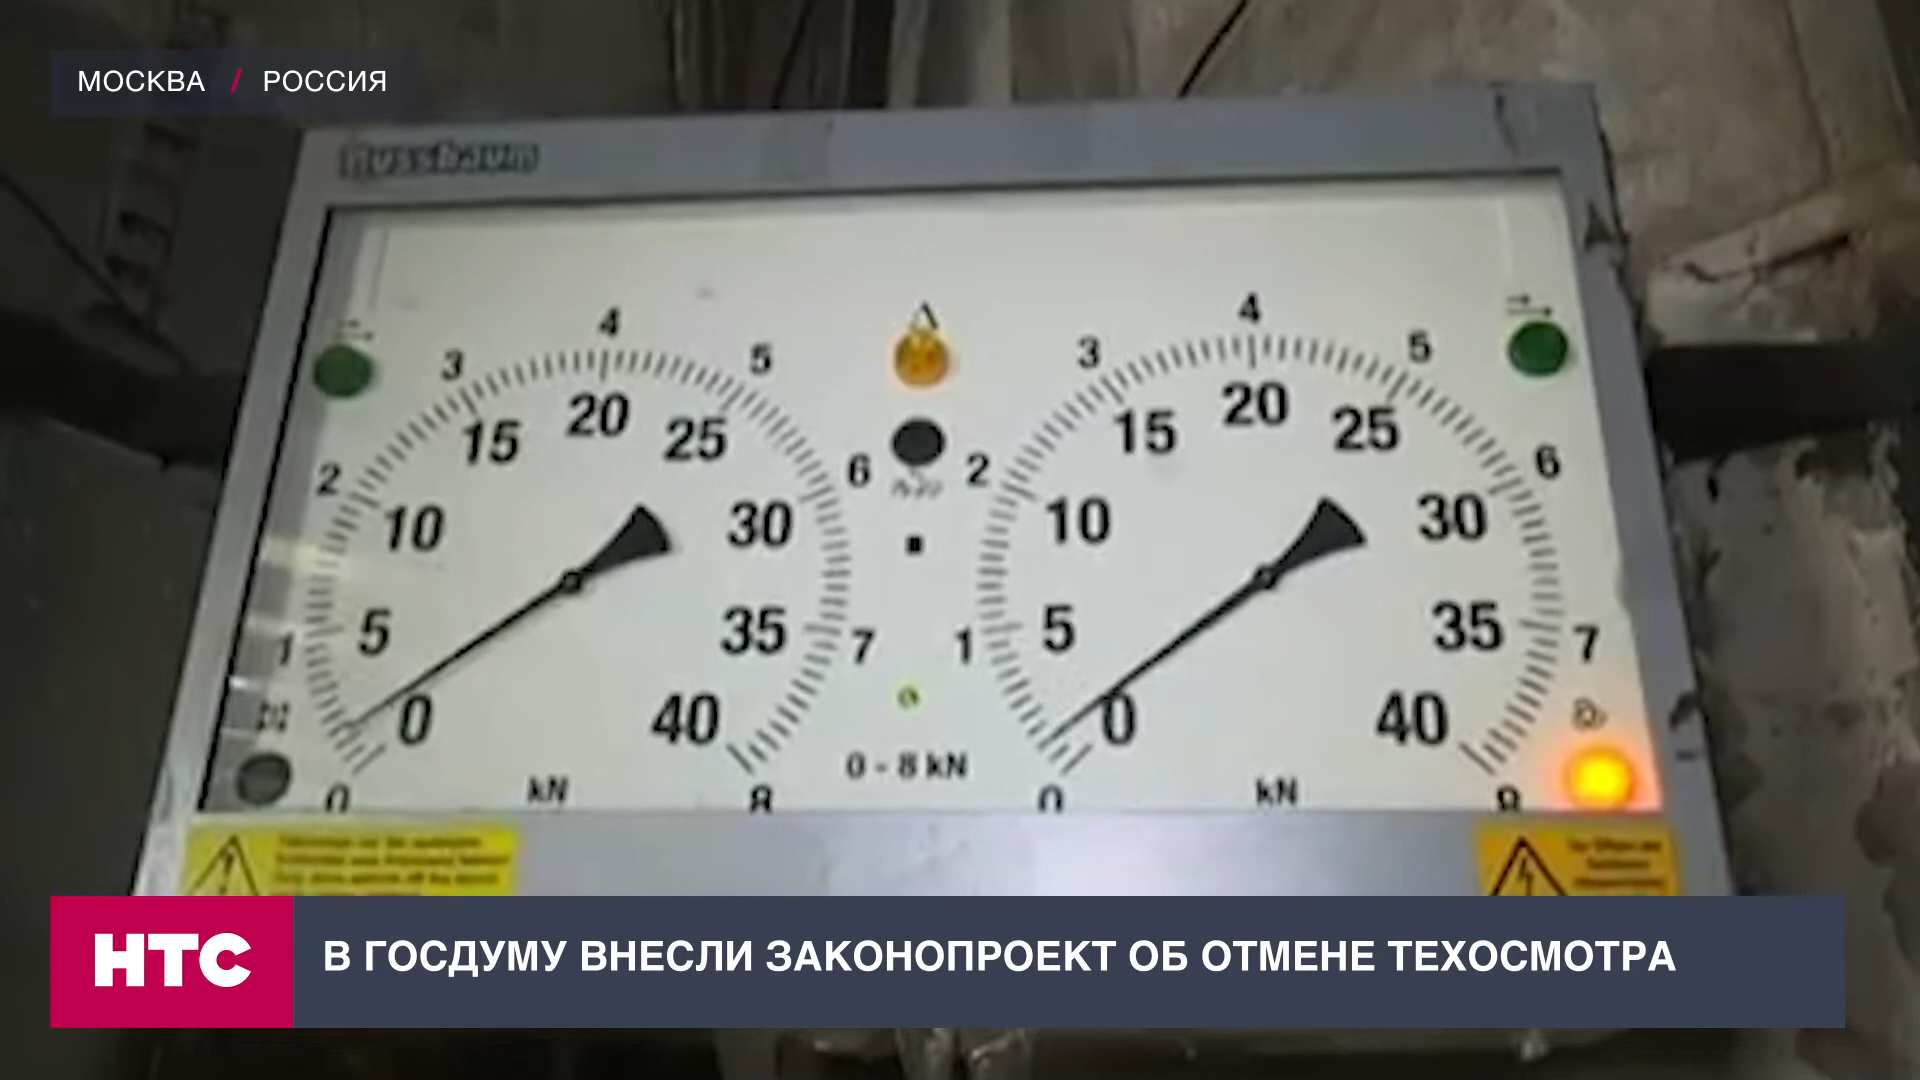 МОСКВА / РОССИЯ
Nussbaum
4 4
3 5 3 5
20 20
15 25 15 25
2 6 2 6
10 30 10 30
5 35 5 35
1 7 1 7
0 40 0 40
0 - 8 kN
kN kN
0 8 0 8
НТС
В ГОСДУМУ ВНЕСЛИ ЗАКОНОПРОЕКТ ОБ ОТМЕНЕ ТЕХОСМОТРА